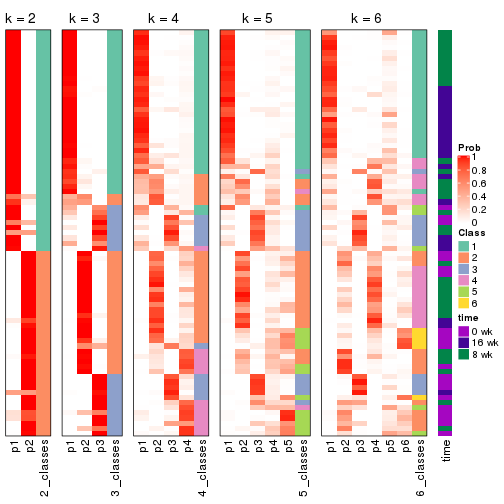 k = 2 k = 3 k = 4 k = 5 k = 6
Prob
1
0.8
0.6
0.4
0.2
0
Class
1
2
3
4
5
6
time
0 wk
16 wk
8 wk
p1 p2 2_classes
p1 p2 p3 3_classes
p1 p2 p3 p4 4_classes
p1 p2 p3 p4 p5 5_classes
p1 p2 p3 p4 p5 p6 6_classes
time